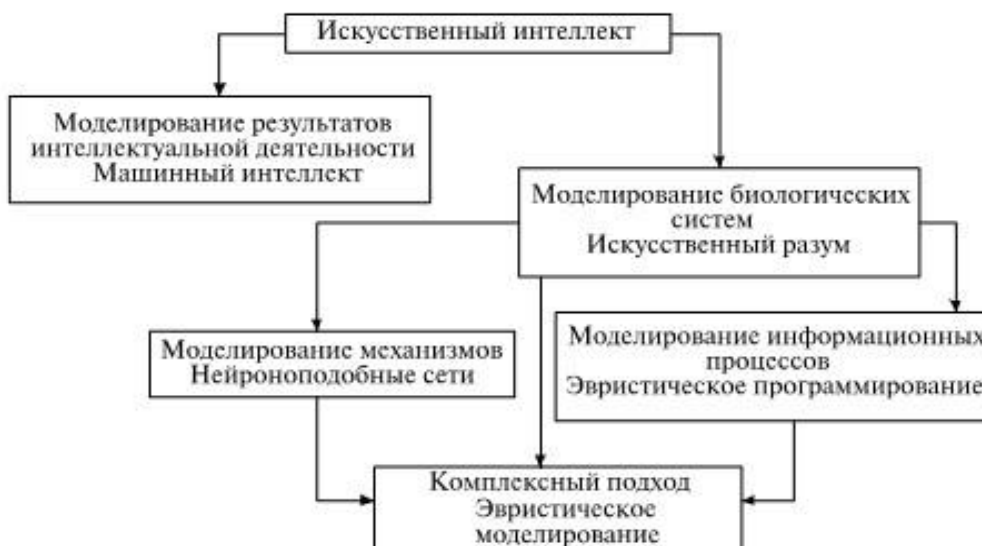 Искусственный интеллект
Моделирование результатов
интеллектуальной деятельности
Машинный интеллект
Моделирование биологических
систем
Искусственный разум
Моделирование механизмов
Нейроноподобные сети
Моделирование информационных
процессов
Эвристическое программирование
Комплексный подход
Эвристическое
моделирование